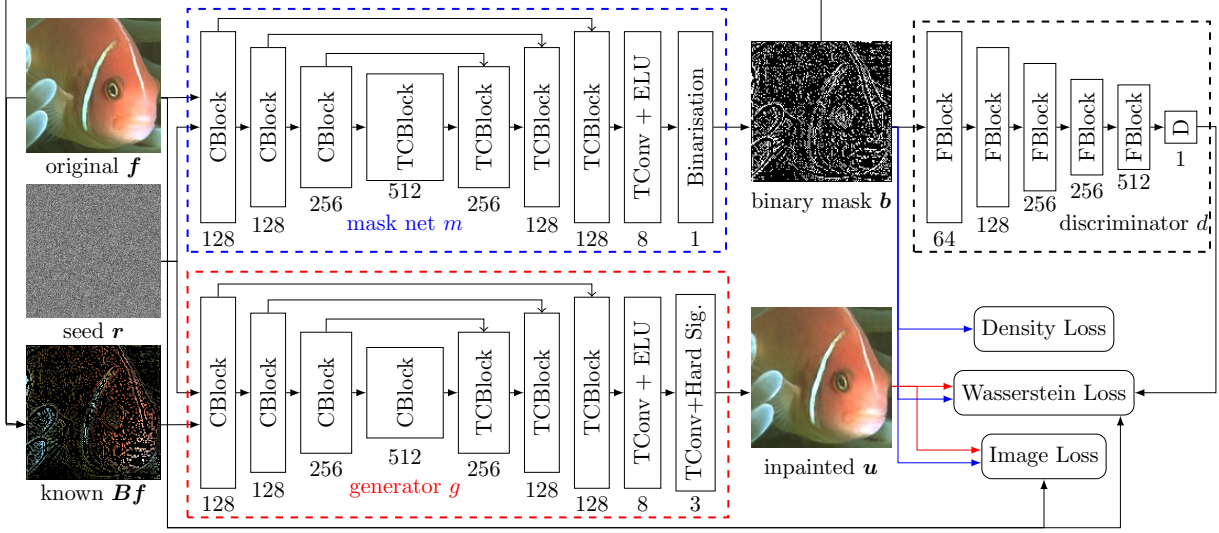 original f
seed r
known Bf
CBlock
128
CBlock
128
CBlock
256
TCBlock
512
TCBlock
256
TCBlock
128
TCBlock
128
TConv + ELU
8
Binarisation
1
mask net m
binary mask b
FBlock
64
FBlock
128
FBlock
256
FBlock
256
FBlock
512
D
1
discriminator d
CBlock
128
CBlock
128
CBlock
256
CBlock
512
TCBlock
256
TCBlock
128
TCBlock
128
TConv + ELU
8
TConv+Hard Sig.
3
generator g
inpainted u
Density Loss
Wasserstein Loss
Image Loss